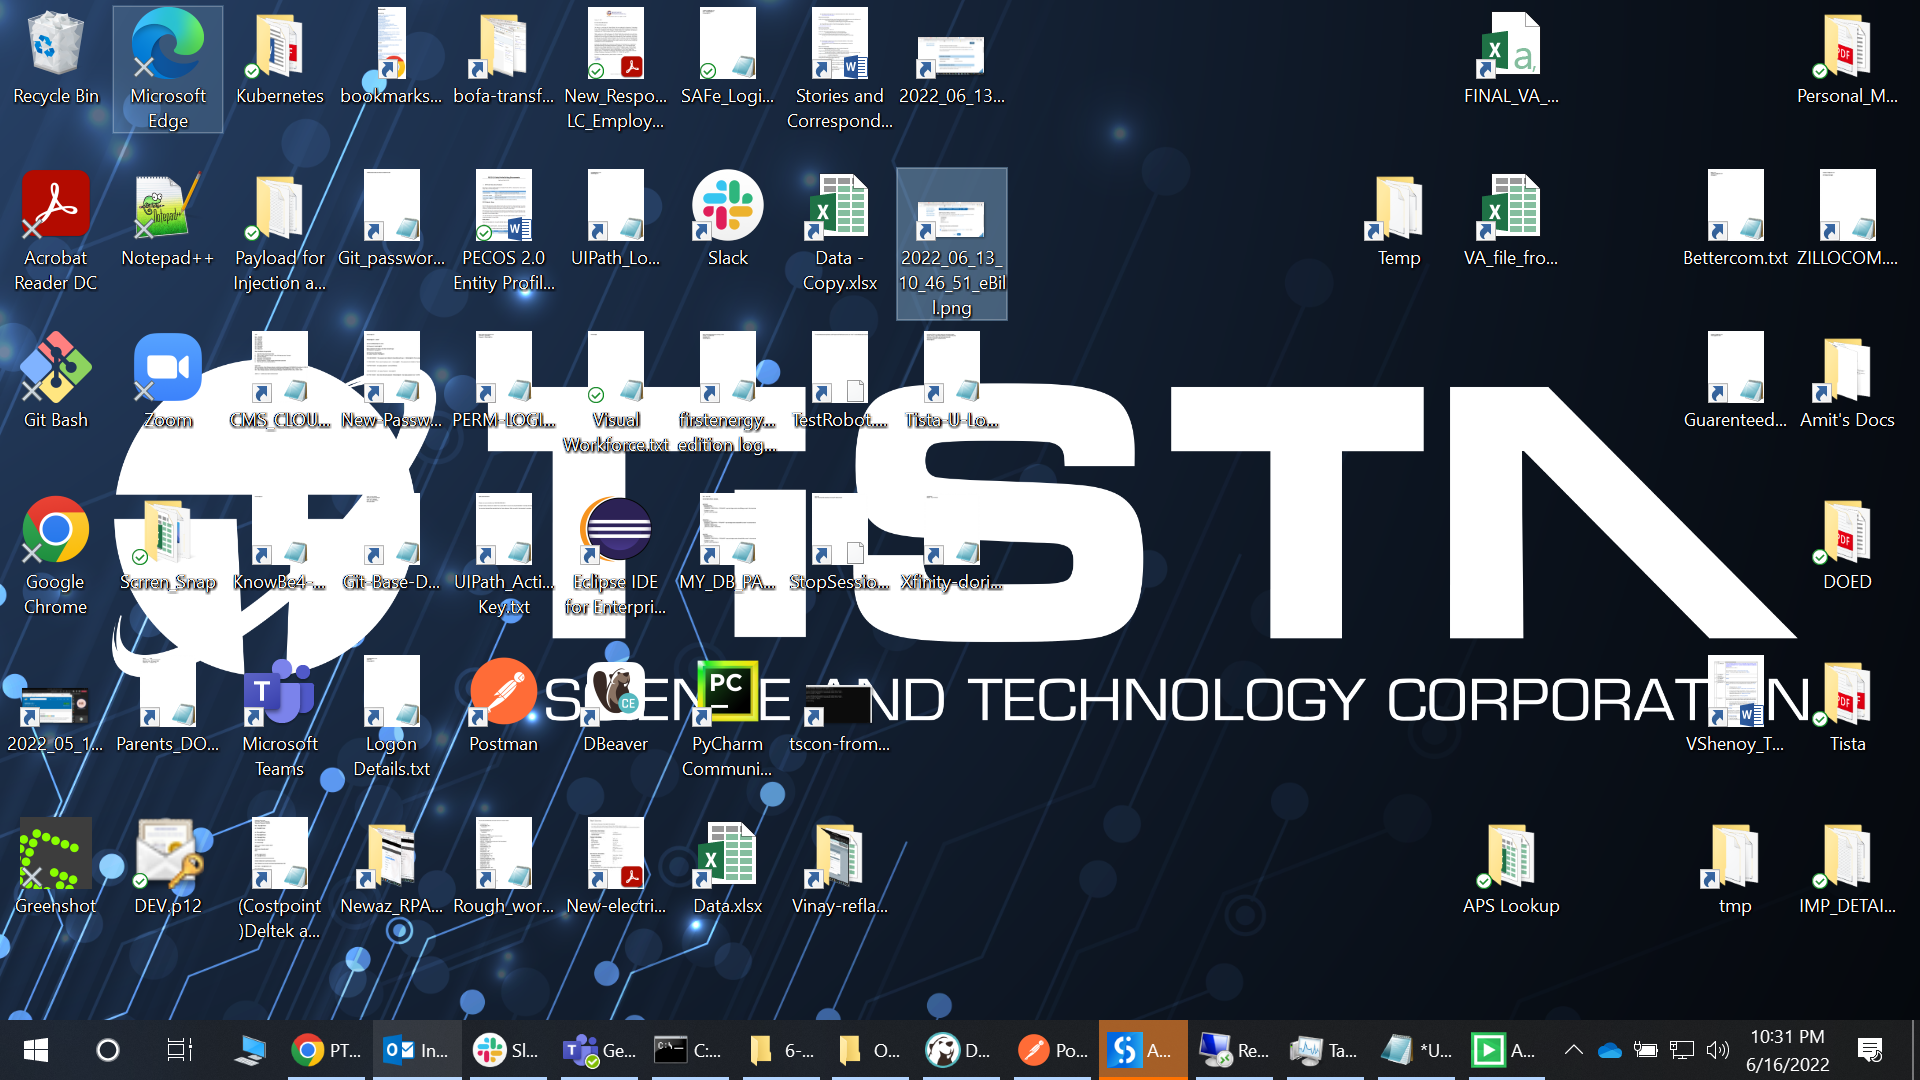 Recycle Bin
Microsoft
Edge
Kubernetes
bookmarks...
bofa-transf...
New_Respo...
LC_Employ...
SAFe_Logi...
Stories and
Correspond...
2022_06_13...
FINAL_VA_...
Personal_M...
Acrobat
Reader DC
Notepad++
Payload for
Injection a...
Git_passwor...
PECOS 2.0
Entity Profil...
UIPath_Lo...
Slack
Data -
Copy.xlsx
2022_06_13_
10_46_51_eBil
l.png
Temp
VA_file_fro...
Bettercom.txt
ZILLOCOM....
Git Bash
Zoom
CMS_CLOU...
New-Passw...
PERM-LOGI...
Visual
Workforce.txt
firstenergy...
edition log...
TestRobot....
Tista-U-Lo...
Guarenteed...
Amit's Docs
TiSTA
Google
Chrome
Scrren_Snap
KnowBe4-...
Git-Base-D...
UIPath_Acti...
Key.txt
Eclipse IDE
for Enterpri...
MY_DB_PA...
StopSessio...
Xfinity-dori...
DOED
SCIENCE AND TECHNOLOGY CORPORATION
2022_05_1...
Parents_DO...
Microsoft
Teams
Logon
Details.txt
Postman
DBeaver
PyCharm
Communi...
tscon-from...
VShenoy_T...
Tista
Greenshot
DEV.p12
(Costpoint
)Deltek a...
Newaz_RPA...
Rough_wor...
New-electri...
Data.xlsx
Vinay-refla...
APS Lookup
tmp
IMP_DETAI...
PT...
In...
Sl...
Ge...
C:...
6-...
O...
D...
Po...
A...
Re...
Ta...
*U...
A...
10:31 PM
6/16/2022